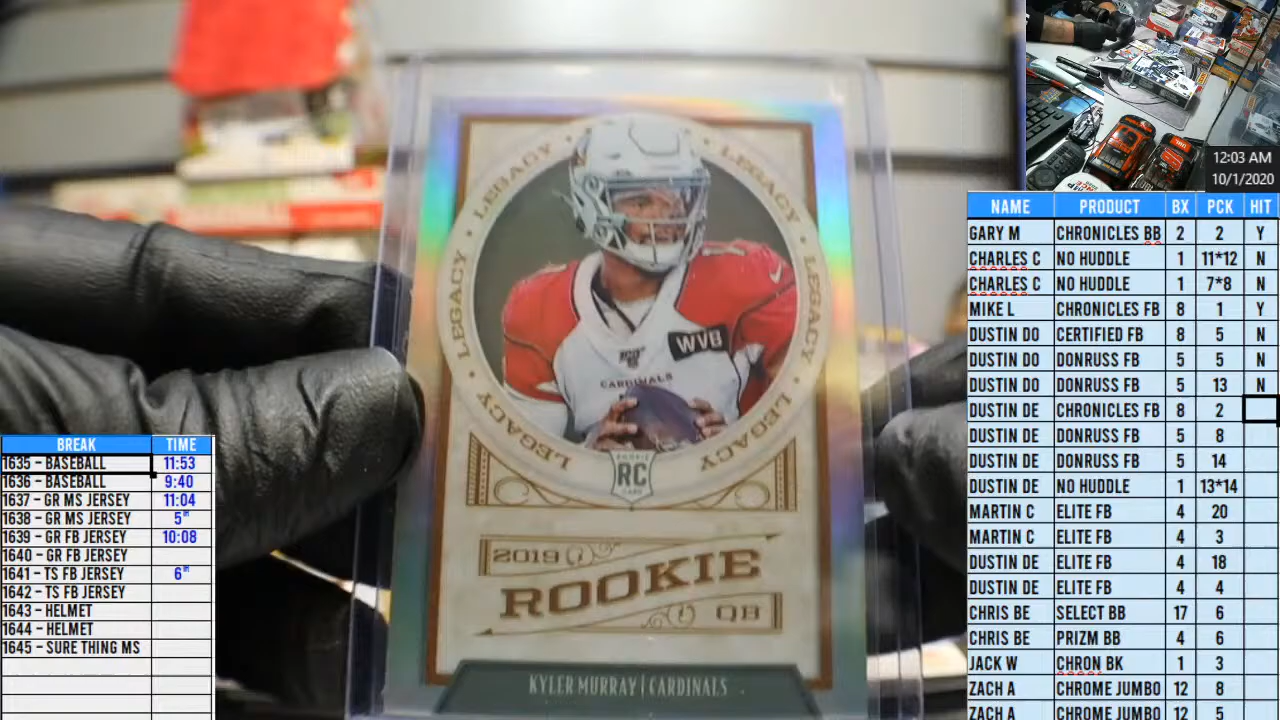 12:03 AM
10/1/2020
NAME PRODUCT BX PCK HIT
GARY M CHRONICLES BB 2 2 Y
CHARLES C NO HUDDLE 1 11*12 N
CHARLES C NO HUDDLE 1 7*8 N
MIKE L CHRONICLES FB 8 1 Y
DUSTIN DO CERTIFIED FB 8 5 N
DUSTIN DO DONRUSS FB 5 5 N
DUSTIN DO DONRUSS FB 5 13 N
DUSTIN DE CHRONICLES FB 8 2
DUSTIN DE DONRUSS FB 5 8
DUSTIN DE DONRUSS FB 5 14
DUSTIN DE NO HUDDLE 1 13*14
MARTIN C ELITE FB 4 20
MARTIN C ELITE FB 4 3
DUSTIN DE ELITE FB 4 18
DUSTIN DE ELITE FB 4 4
CHRIS BE SELECT BB 17 6
CHRIS BE PRIZM BB 4 6
JACK W CHRON BK 1 3
ZACH A CHROME JUMBO 12 8
ZACH A CHROME JUMBO 12 5
LEGACY • LEGACY • LEGACY
LEGACY • LEGACY • LEGACY
WVB
CARDINALS
ROOKIE
RC
CARD
2019
ROOKIE
QB
KYLER MURRAY | CARDINALS
BREAK TIME
1635 - BASEBALL 11:53
1636 - BASEBALL 9:40
1637 - GR MS JERSEY 11:04
1638 - GR MS JERSEY 5TH
1639 - GR FB JERSEY 10:08
1640 - GR FB JERSEY
1641 - TS FB JERSEY 6TH
1642 - TS FB JERSEY
1643 - HELMET
1644 - HELMET
1645 - SURE THING MS